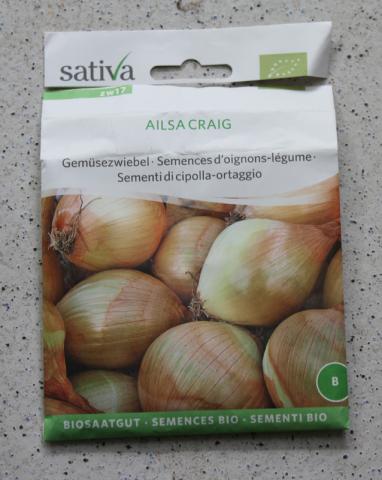 sativa
zw17
AILSA CRAIG
Gemüsezwiebel · Semences d'oignons-légume ·
Sementi di cipolla-ortaggio
B
BIOSAATGUT · SEMENCES BIO · SEMENTI BIO